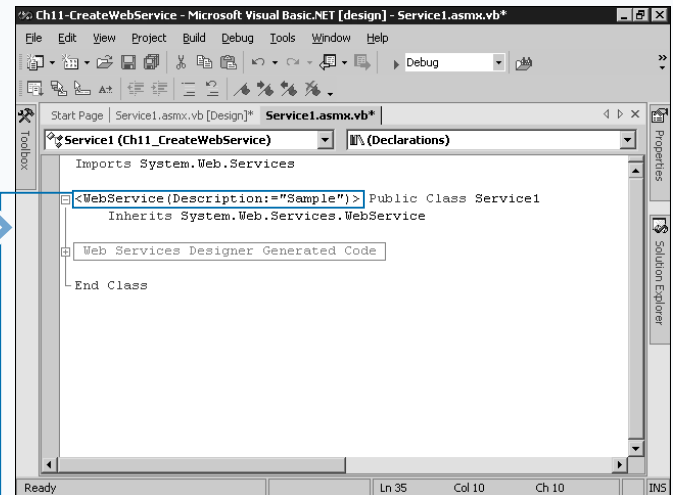 Ch11-CreateWebService - Microsoft Visual Basic.NET [design] - Service1.asmx.vb*
File Edit View Project Build Debug Tools Window Help
Debug
Start Page Service1.asmx.vb [Design]* Service1.asmx.vb*
Service1 (Ch11_CreateWebService) (Declarations)
Toolbox
Properties
Solution Explorer
Imports System.Web.Services
<WebService(Description:="Sample")> Public Class Service1
Inherits System.Web.Services.WebService
Web Services Designer Generated Code
End Class
Ready Ln 35 Col 10 Ch 10 INS